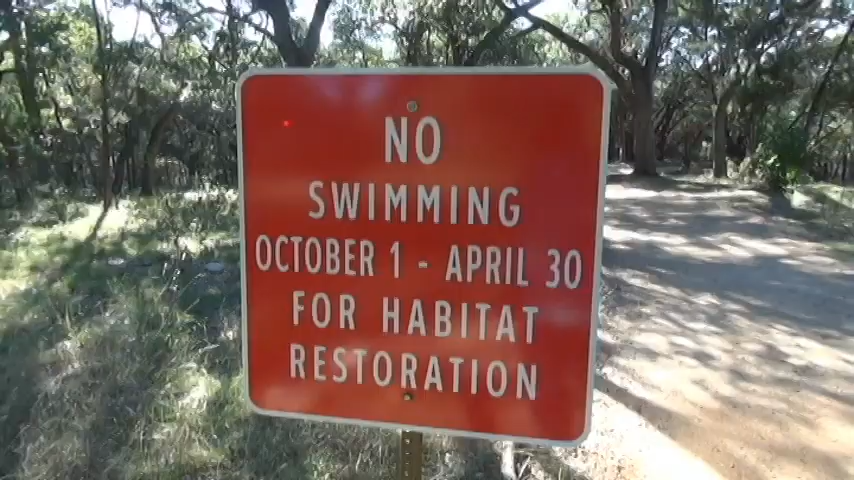 NO
SWIMMING
OCTOBER 1 - APRIL 30
FOR HABITAT
RESTORATION